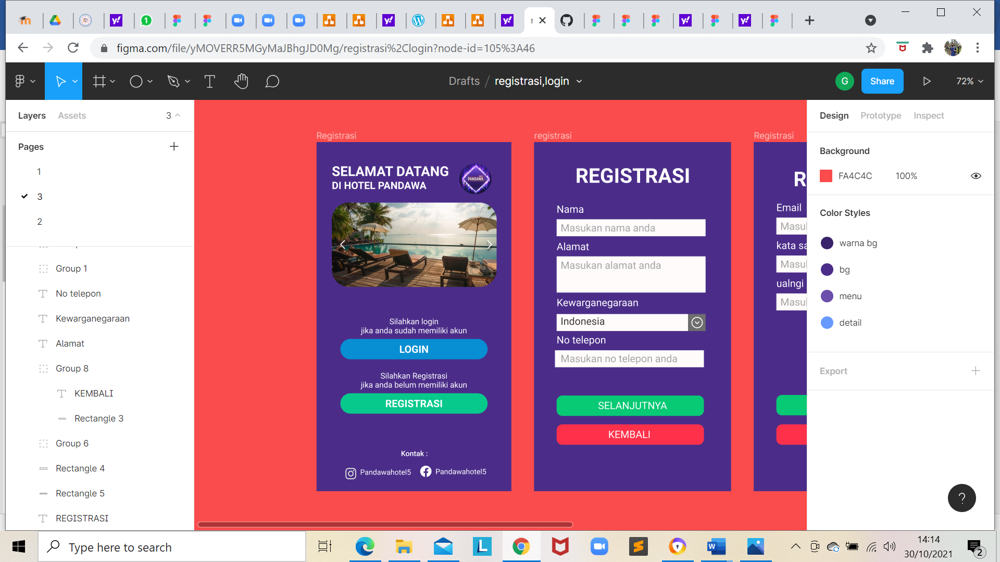 figma.com/file/yMOVERR5MGyMaJBhgJD0Mg/registrasi%2Clogin?node-id=105%3A46
Drafts / registrasi,login
G
Share
72%
Layers
Assets
3
Pages
1
3
2
Group 1
No telepon
Kewarganegaraan
Alamat
Group 8
KEMBALI
Rectangle 3
Group 6
Rectangle 4
Rectangle 5
REGISTRASI
Registrasi
SELAMAT DATANG
DI HOTEL PANDAWA
PANDAWA
Silahkan login
jika anda sudah memiliki akun
LOGIN
Silahkan Registrasi
jika anda belum memiliki akun
REGISTRASI
Kontak :
Pandawahotel5
Pandawahotel5
registrasi
REGISTRASI
Nama
Masukan nama anda
Alamat
Masukan alamat anda
Kewarganegaraan
Indonesia
No telepon
Masukan no telepon anda
SELANJUTNYA
KEMBALI
Registrasi
R
Email
Masu
kata sa
Masu
ualngi
Masu
Design
Prototype
Inspect
Background
FA4C4C 100%
Color Styles
warna bg
bg
menu
detail
Export
?
Type here to search
14:14
30/10/2021
2